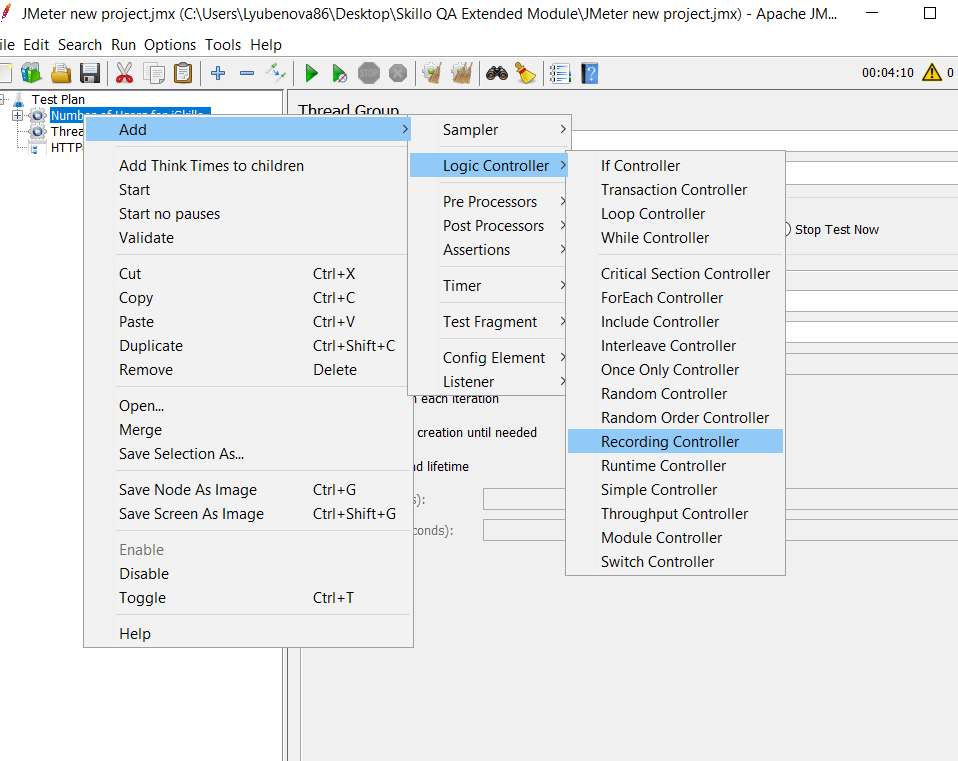 JMeter new project.jmx (C:\Users\Lyubenova86\Desktop\Skillo QA Extended Module\JMeter new project.jmx) - Apache JM...
ile Edit Search Run Options Tools Help
STOP 00:04:10 0
Test Plan
Number of Users for iSkillo
Threa
HTTP
Thread Group
Add
Add Think Times to children
Start
Start no pauses
Validate
Cut Ctrl+X
Copy Ctrl+C
Paste Ctrl+V
Duplicate Ctrl+Shift+C
Remove Delete
Open...
Merge
Save Selection As...
Save Node As Image Ctrl+G
Save Screen As Image Ctrl+Shift+G
Enable
Disable
Toggle Ctrl+T
Help
Sampler
Logic Controller
Pre Processors
Post Processors
Assertions
Timer
Test Fragment
Config Element
Listener
If Controller
Transaction Controller
Loop Controller
While Controller
Critical Section Controller
ForEach Controller
Include Controller
Interleave Controller
Once Only Controller
Random Controller
Random Order Controller
Recording Controller
Runtime Controller
Simple Controller
Throughput Controller
Module Controller
Switch Controller
Stop Test Now
each iteration
creation until needed
d lifetime
s):
conds):